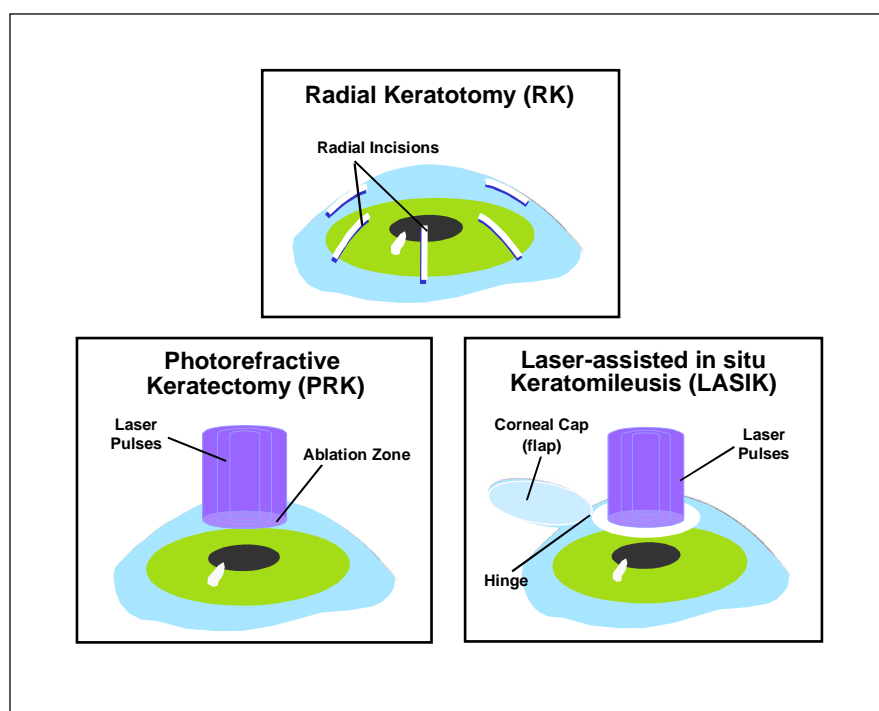 Radial Keratotomy (RK)
Radial Incisions
Photorefractive
Keratectomy (PRK)
Laser
Pulses
Ablation Zone
Laser-assisted in situ
Keratomileusis (LASIK)
Corneal Cap
(flap)
Laser
Pulses
Hinge